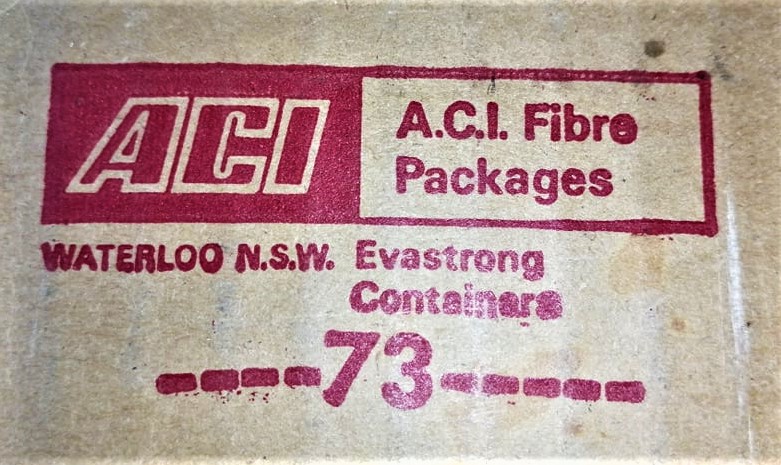 ACI
A.C.I. Fibre
Packages
WATERLOO N.S.W. Evastrong
Containers
----73-----